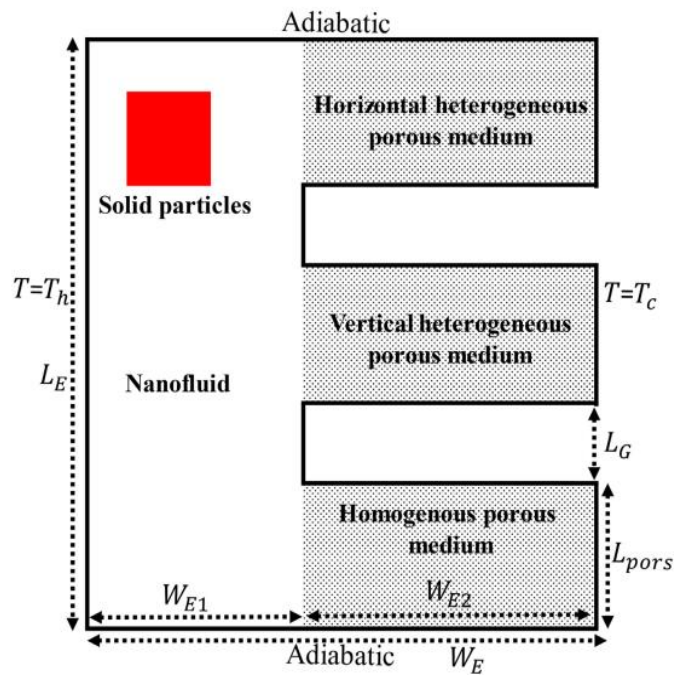 Adiabatic
Horizontal heterogeneous
porous medium
Solid particles
T=T_h
T=T_c
Vertical heterogeneous
porous medium
L_E
Nanofluid
L_G
Homogenous porous
medium
L_pors
W_E1
W_E2
Adiabatic
W_E